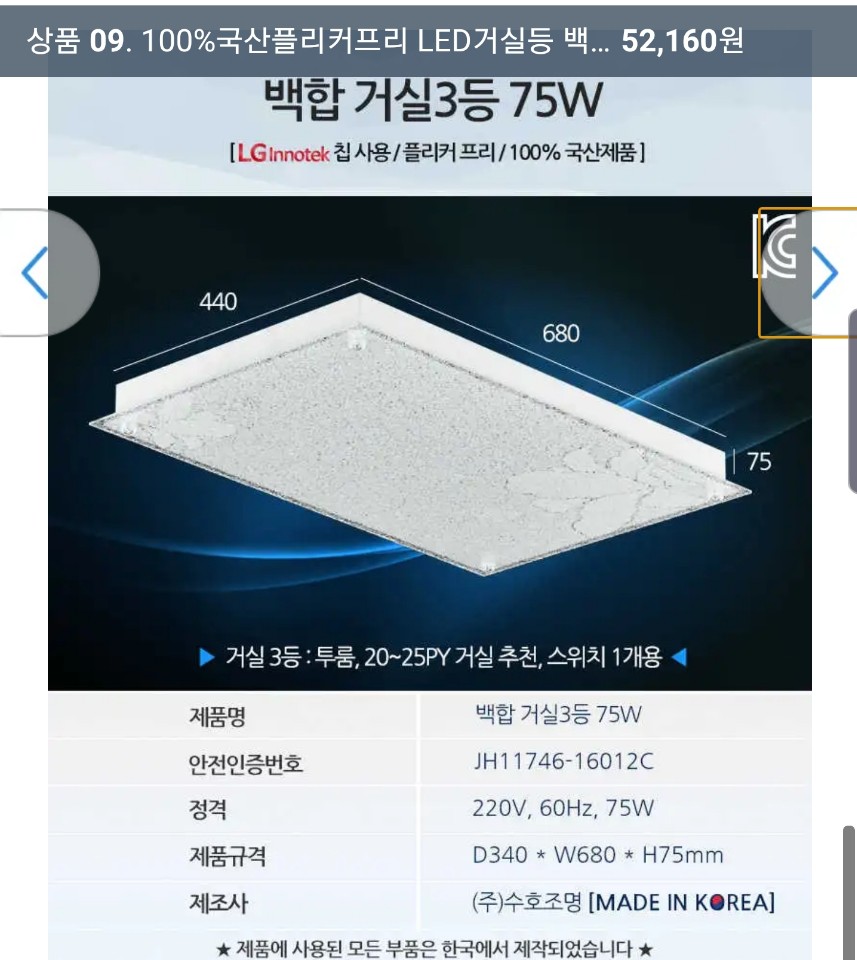 상품 09. 100%국산플리커프리 LED거실등 백... 52,160원
백합 거실3등 75W
[ LG Innotek 칩 사용 / 플리커 프리 / 100% 국산제품 ]
440
680
75
▶ 거실 3등 : 투룸, 20~25PY 거실 추천, 스위치 1개용 ◀
제품명 백합 거실3등 75W
안전인증번호 JH11746-16012C
정격 220V, 60Hz, 75W
제품규격 D340 * W680 * H75mm
제조사 (주)수호조명 [MADE IN KOREA]
★ 제품에 사용된 모든 부품은 한국에서 제작되었습니다 ★